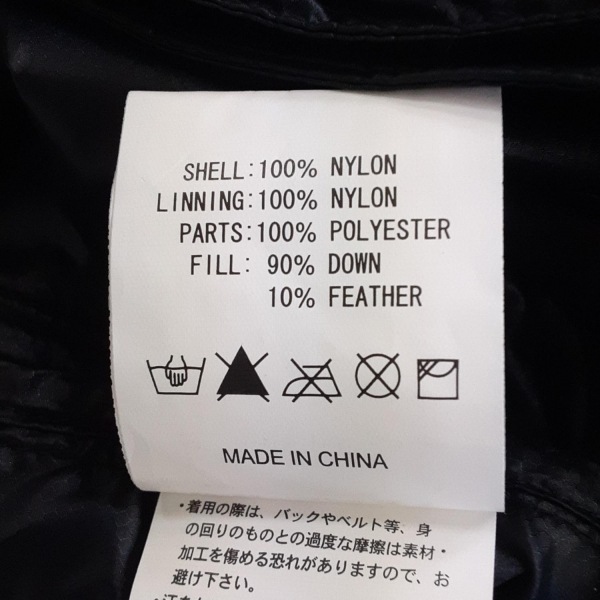 SHELL:100% NYLON
LINNING:100% NYLON
PARTS:100% POLYESTER
FILL: 90% DOWN
10% FEATHER
MADE IN CHINA
・着用の際は、バックやベルト等、身
の回りのものとの過度な摩擦は素材・
加工を傷める恐れがありますので、お
避け下さい。